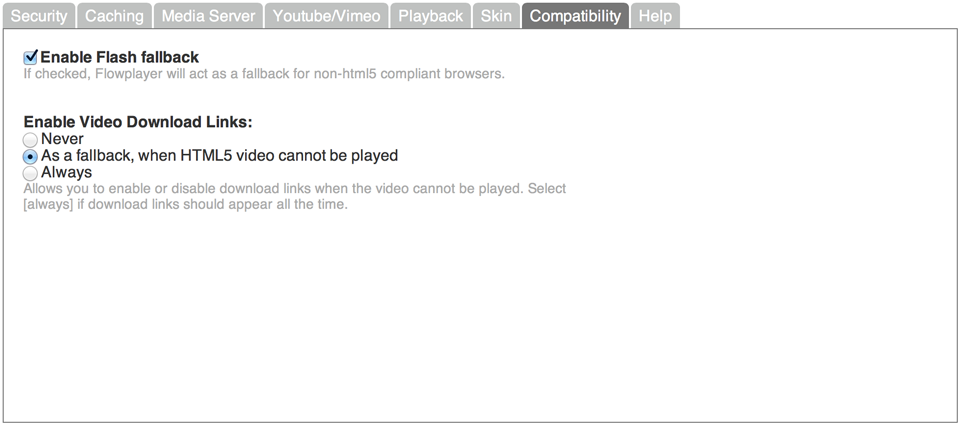 Security Caching Media Server Youtube/Vimeo Playback Skin Compatibility Help
Enable Flash fallback
If checked, Flowplayer will act as a fallback for non-html5 compliant browsers.
Enable Video Download Links:
Never
As a fallback, when HTML5 video cannot be played
Always
Allows you to enable or disable download links when the video cannot be played. Select
[always] if download links should appear all the time.